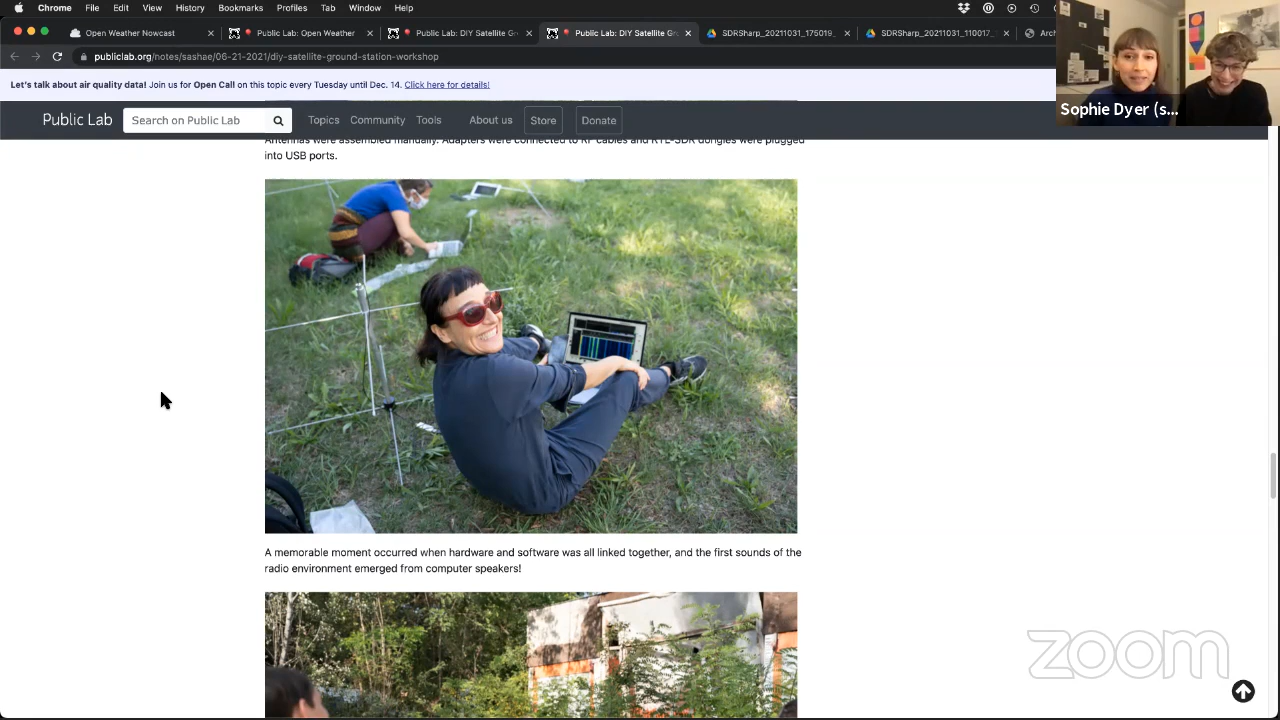 Chrome File Edit View History Bookmarks Profiles Tab Window Help
Open Weather Nowcast × Public Lab: Open Weather × Public Lab: DIY Satellite Gr × Public Lab: DIY Satellite Gr × SDRSharp_20211031_175019_ × SDRSharp_20211031_110017_ × Arch
publiclab.org/notes/sashae/06-21-2021/diy-satellite-ground-station-workshop
Let's talk about air quality data! Join us for Open Call on this topic every Tuesday until Dec. 14. Click here for details!
Public Lab Search on Public Lab Topics Community Tools About us Store Donate
Sophie Dyer (s...
Antennas were assembled manually. Adapters were connected to RF cables and RTL-SDR dongles were plugged
into USB ports.
A memorable moment occurred when hardware and software was all linked together, and the first sounds of the
radio environment emerged from computer speakers!
zoom